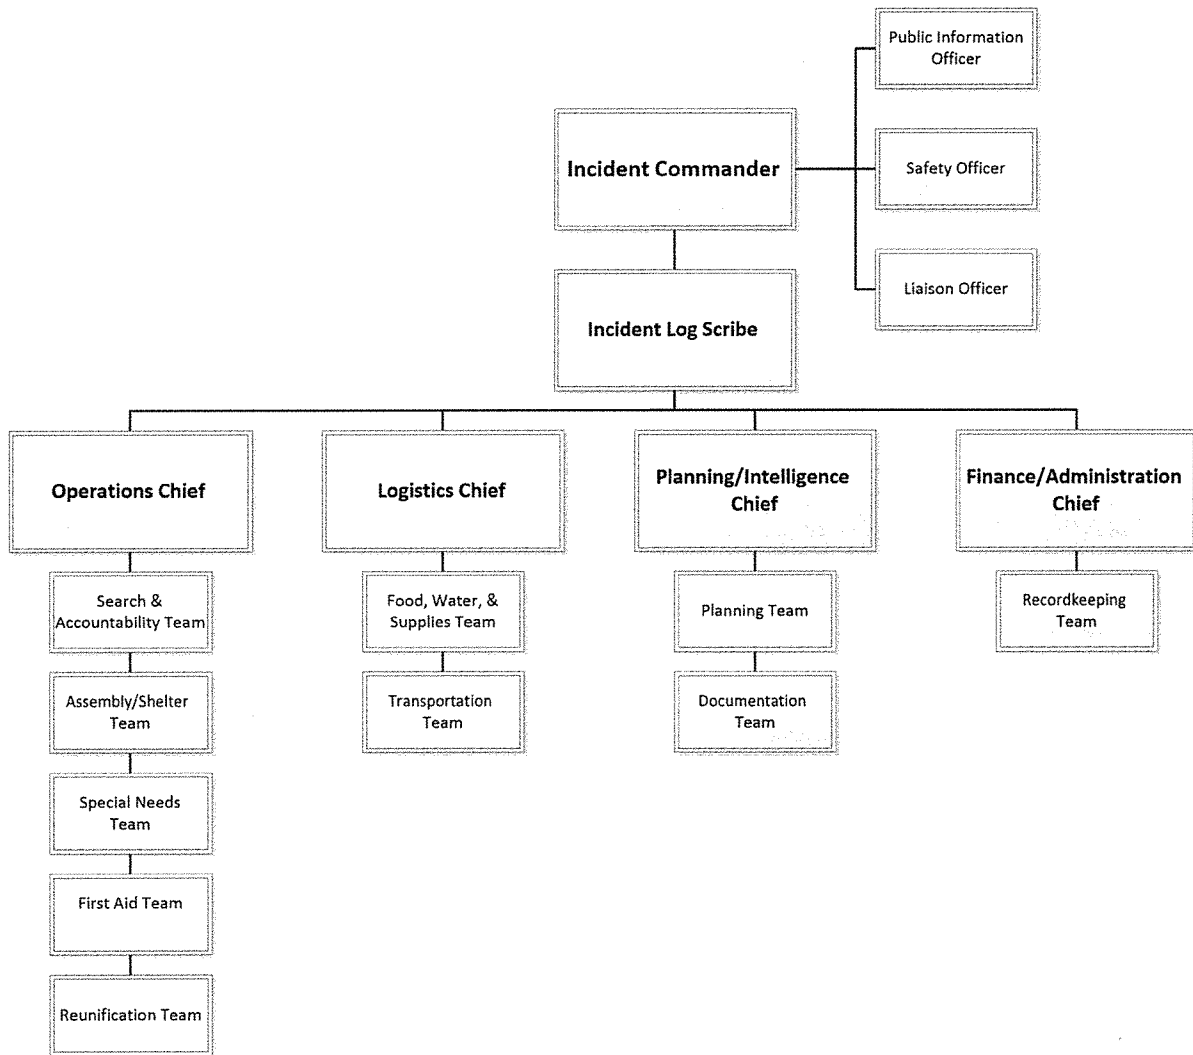 Public Information
Officer
Incident Commander
Safety Officer
Liaison Officer
Incident Log Scribe
Operations Chief
Logistics Chief
Planning/Intelligence
Chief
Finance/Administration
Chief
Search &
Accountability Team
Food, Water, &
Supplies Team
Planning Team
Recordkeeping
Team
Assembly/Shelter
Team
Transportation
Team
Documentation
Team
Special Needs
Team
First Aid Team
Reunification Team